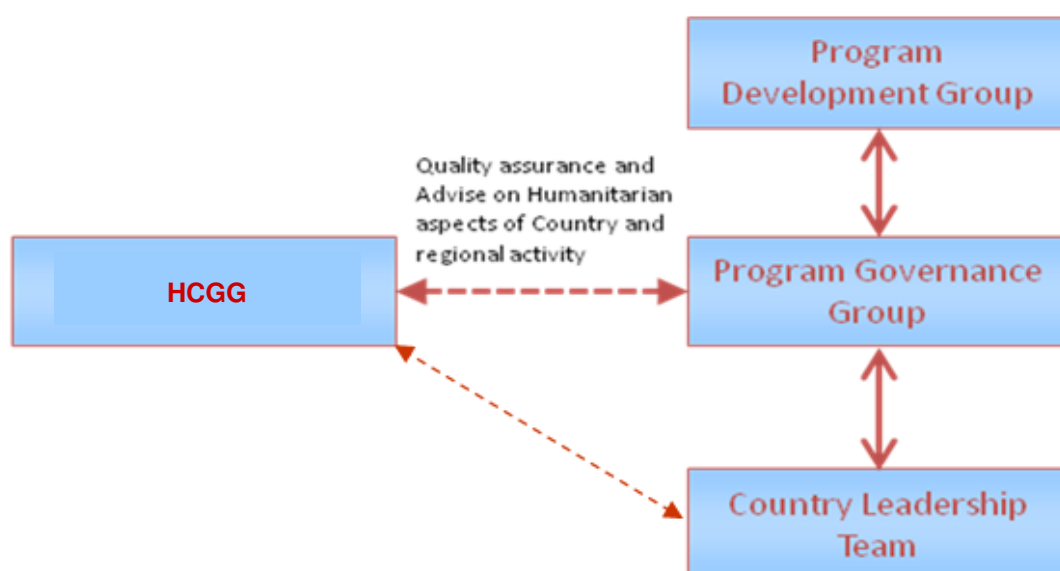 Program
Development Group
Quality assurance and
Advise on Humanitarian
aspects of Country and
regional activity
HCGG
Program Governance
Group
Country Leadership
Team